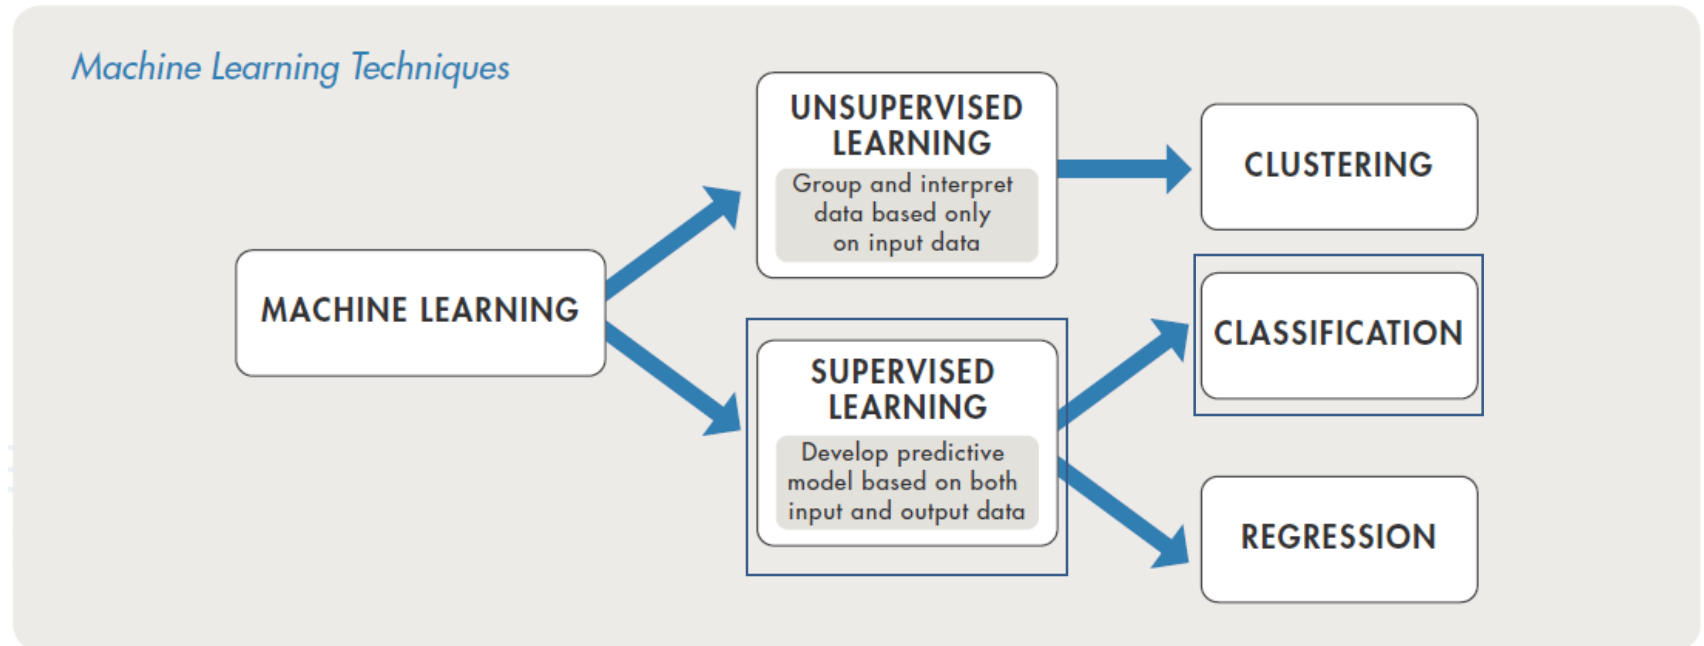 Machine Learning Techniques
MACHINE LEARNING
UNSUPERVISED
LEARNING
Group and interpret
data based only
on input data
CLUSTERING
SUPERVISED
LEARNING
Develop predictive
model based on both
input and output data
CLASSIFICATION
REGRESSION